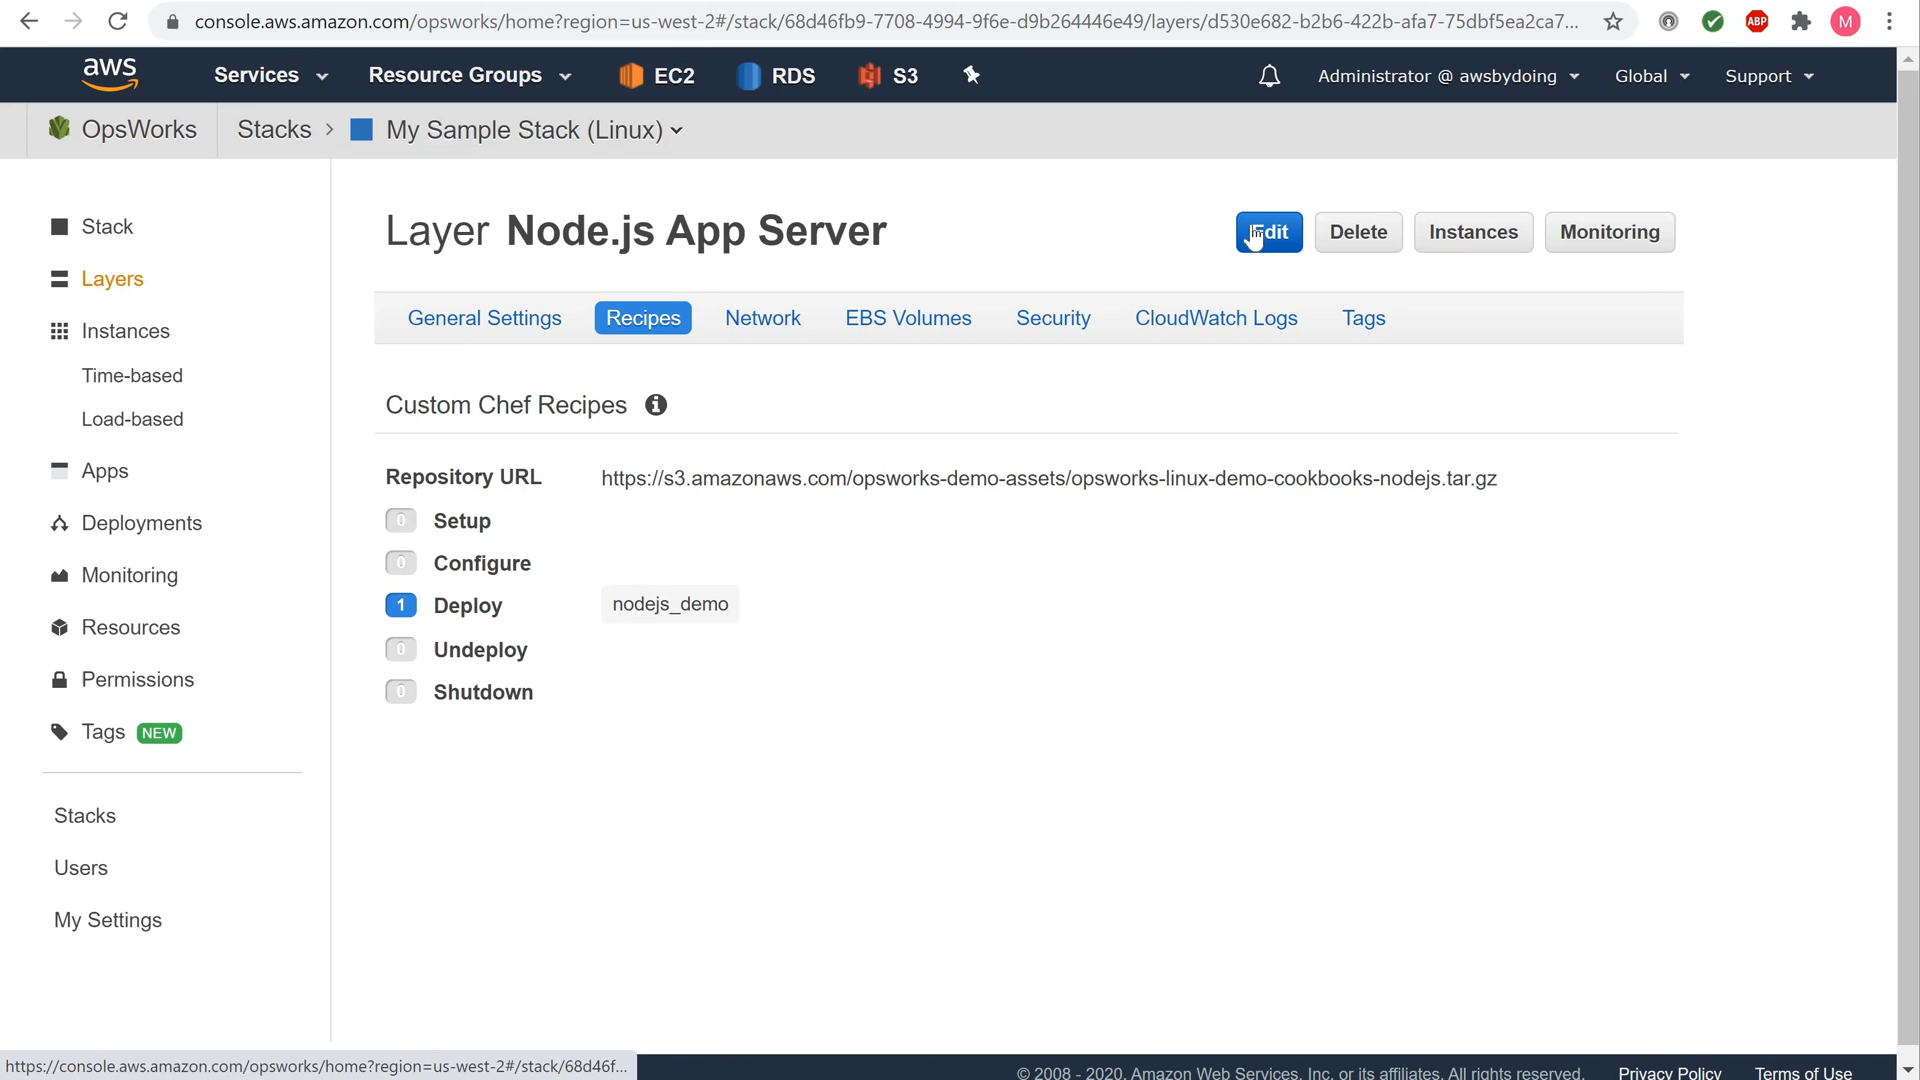 console.aws.amazon.com/opsworks/home?region=us-west-2#/stack/68d46fb9-7708-4994-9f6e-d9b264446e49/layers/d530e682-b2b6-422b-afa7-75dbf5ea2ca7...
ABP
M
aws
Services
Resource Groups
EC2
RDS
S3
Administrator @ awsbydoing
Global
Support
OpsWorks
Stacks > My Sample Stack (Linux)
Stack
Layers
Instances
Time-based
Load-based
Apps
Deployments
Monitoring
Resources
Permissions
Tags NEW
Stacks
Users
My Settings
Layer Node.js App Server
Edit
Delete
Instances
Monitoring
General Settings
Recipes
Network
EBS Volumes
Security
CloudWatch Logs
Tags
Custom Chef Recipes
Repository URL https://s3.amazonaws.com/opsworks-demo-assets/opsworks-linux-demo-cookbooks-nodejs.tar.gz
0 Setup
0 Configure
1 Deploy nodejs_demo
0 Undeploy
0 Shutdown
https://console.aws.amazon.com/opsworks/home?region=us-west-2#/stack/68d46f...
© 2008 - 2020, Amazon Web Services, Inc. or its affiliates. All rights reserved.
Privacy Policy
Terms of Use